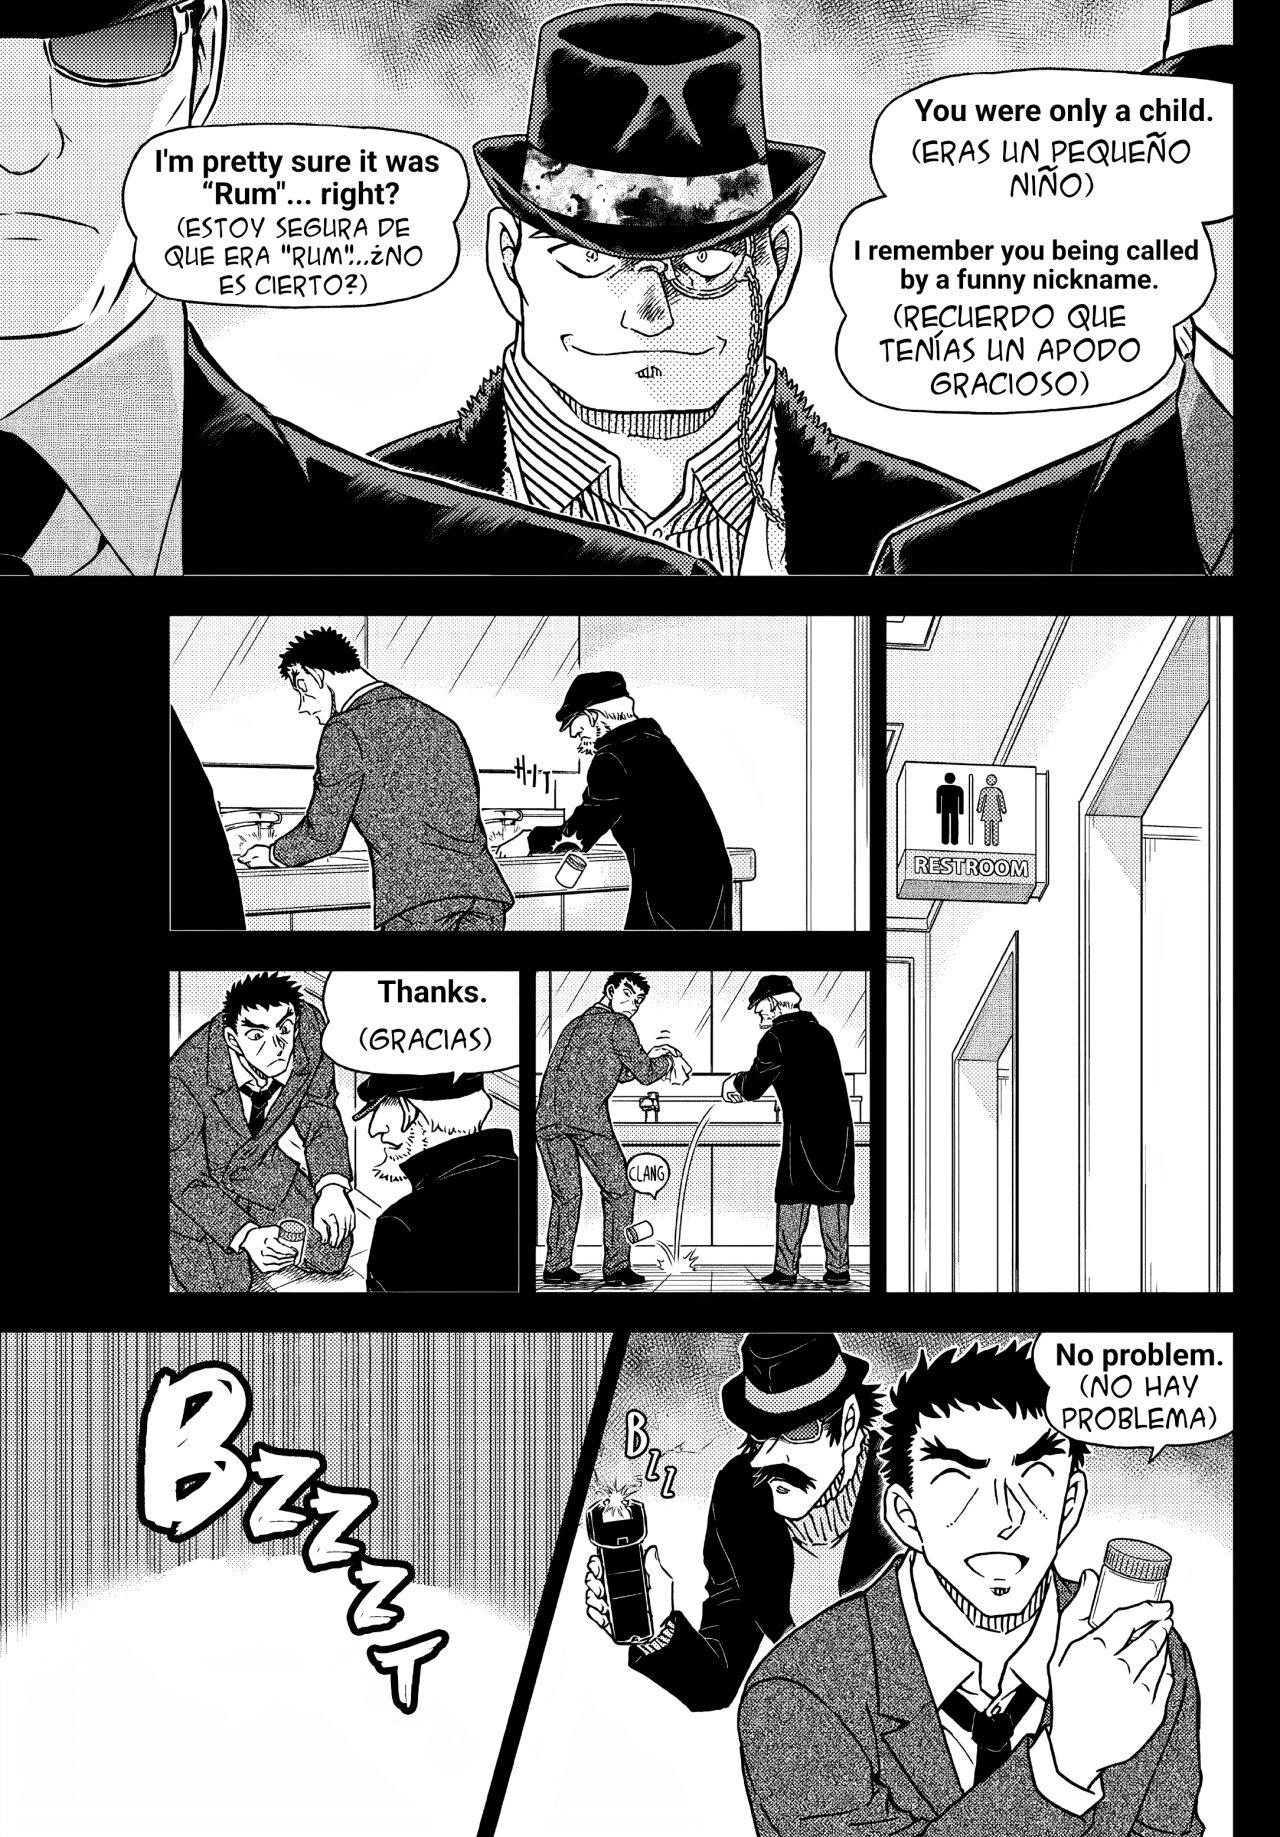 You were only a child.
(ERAS UN PEQUEÑO
NIÑO)
I remember you being called
by a funny nickname.
(RECUERDO QUE
TENÍAS UN APODO
GRACIOSO)
I'm pretty sure it was
“Rum"... right?
(ESTOY SEGURA DE
QUE ERA "RUM"...¿NO
ES CIERTO?)
RESTROOM
HIT
CLANG
Thanks.
(GRACIAS)
No problem.
(NO HAY
PROBLEMA)
BZZ
BZZZZT